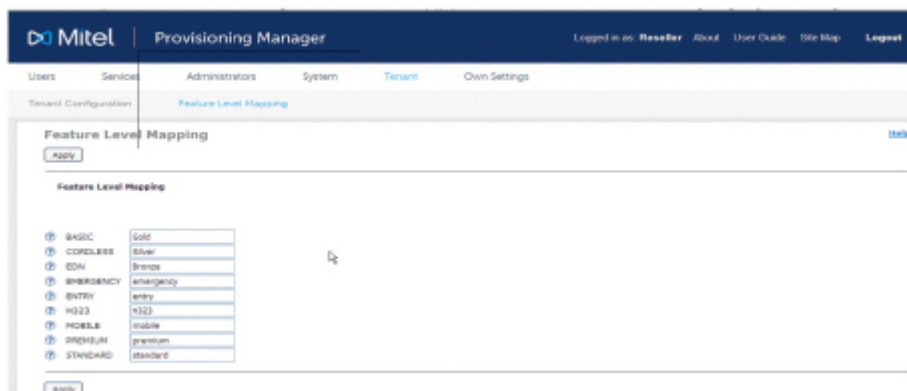 Mitel | Provisioning Manager Logged in as: Reseller About User Guide Site Map Logout
Users Services Administrators System Tenant Own Settings
Tenant Configuration Feature Level Mapping
Feature Level Mapping Help
Apply
Feature Level Mapping
BASIC Gold
CORDLESS Silver
EDN Bronze
EMERGENCY emergency
ENTRY entry
H323 h323
MOBILE mobile
PREMIUM premium
STANDARD standard
Apply